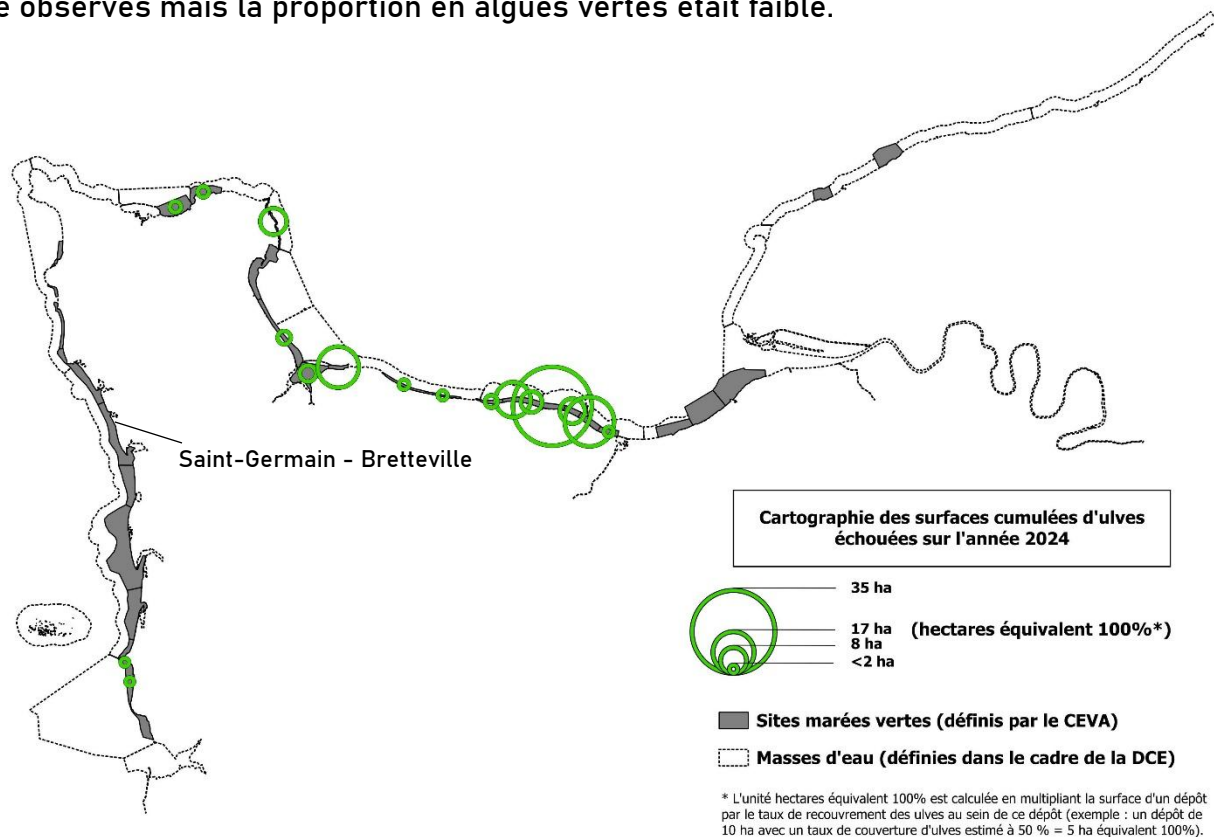 e observés mais la proportion en algues vertes était faible.
Saint-Germain - Bretteville
Cartographie des surfaces cumulées d'ulves
échouées sur l'année 2024
35 ha
17 ha (hectares équivalent 100%*)
8 ha
<2 ha
Sites marées vertes (définis par le CEVA)
Masses d'eau (définies dans le cadre de la DCE)
* L'unité hectares équivalent 100% est calculée en multipliant la surface d'un dépôt
par le taux de recouvrement des ulves au sein de ce dépôt (exemple : un dépôt de
10 ha avec un taux de couverture d'ulves estimé à 50 % = 5 ha équivalent 100%).